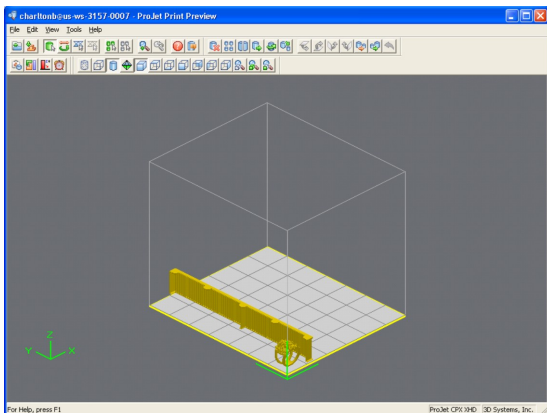 charltonb@us-ws-3157-0007 - ProJet Print Preview
File Edit View Tools Help
Z
Y X
For Help, press F1 ProJet CPX XHD 3D Systems, Inc.